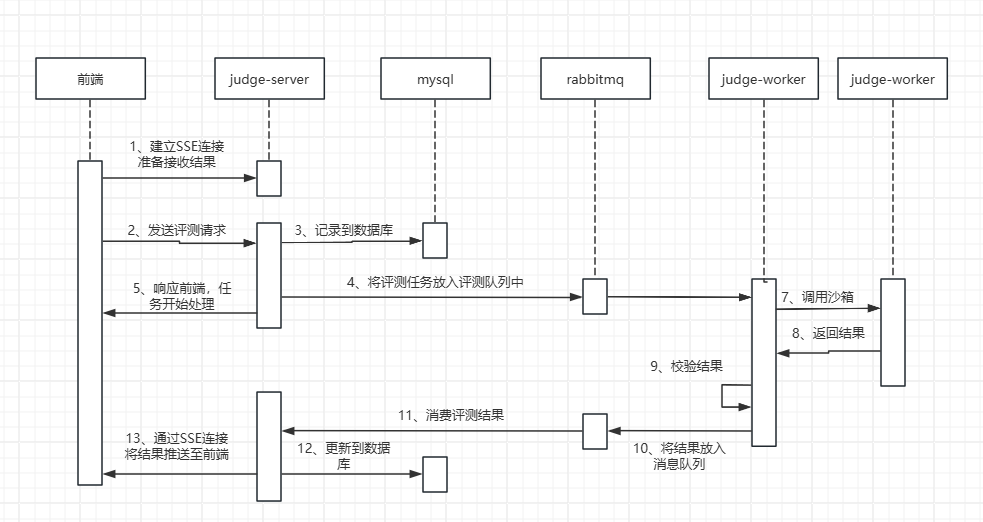 前端
judge-server
mysql
rabbitmq
judge-worker
judge-worker
1、建立SSE连接
准备接收结果
2、发送评测请求
3、记录到数据库
4、将评测任务放入评测队列中
5、响应前端，任
务开始处理
7、调用沙箱
8、返回结果
9、校验结果
11、消费评测结果
13、通过SSE连接
将结果推送至前端
12、更新到数据
库
10、将结果放入
消息队列